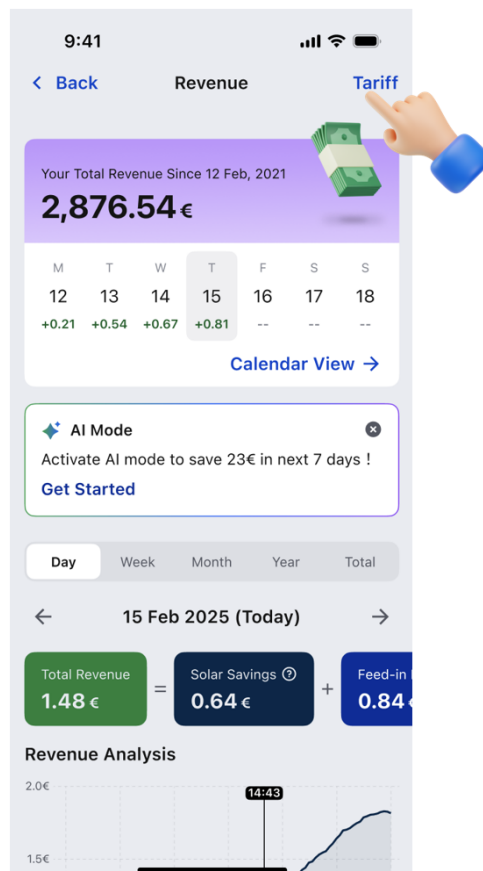 9:41
Back Revenue Tariff
Your Total Revenue Since 12 Feb, 2021
2,876.54 €
M T W T F S S
12 13 14 15 16 17 18
+0.21 +0.54 +0.67 +0.81 -- -- --
Calendar View →
AI Mode
Activate AI mode to save 23€ in next 7 days !
Get Started
Day Week Month Year Total
← 15 Feb 2025 (Today) →
Total Revenue = Solar Savings + Feed-in
1.48 € 0.64 € 0.84
Revenue Analysis
2.0€
14:43
1.5€